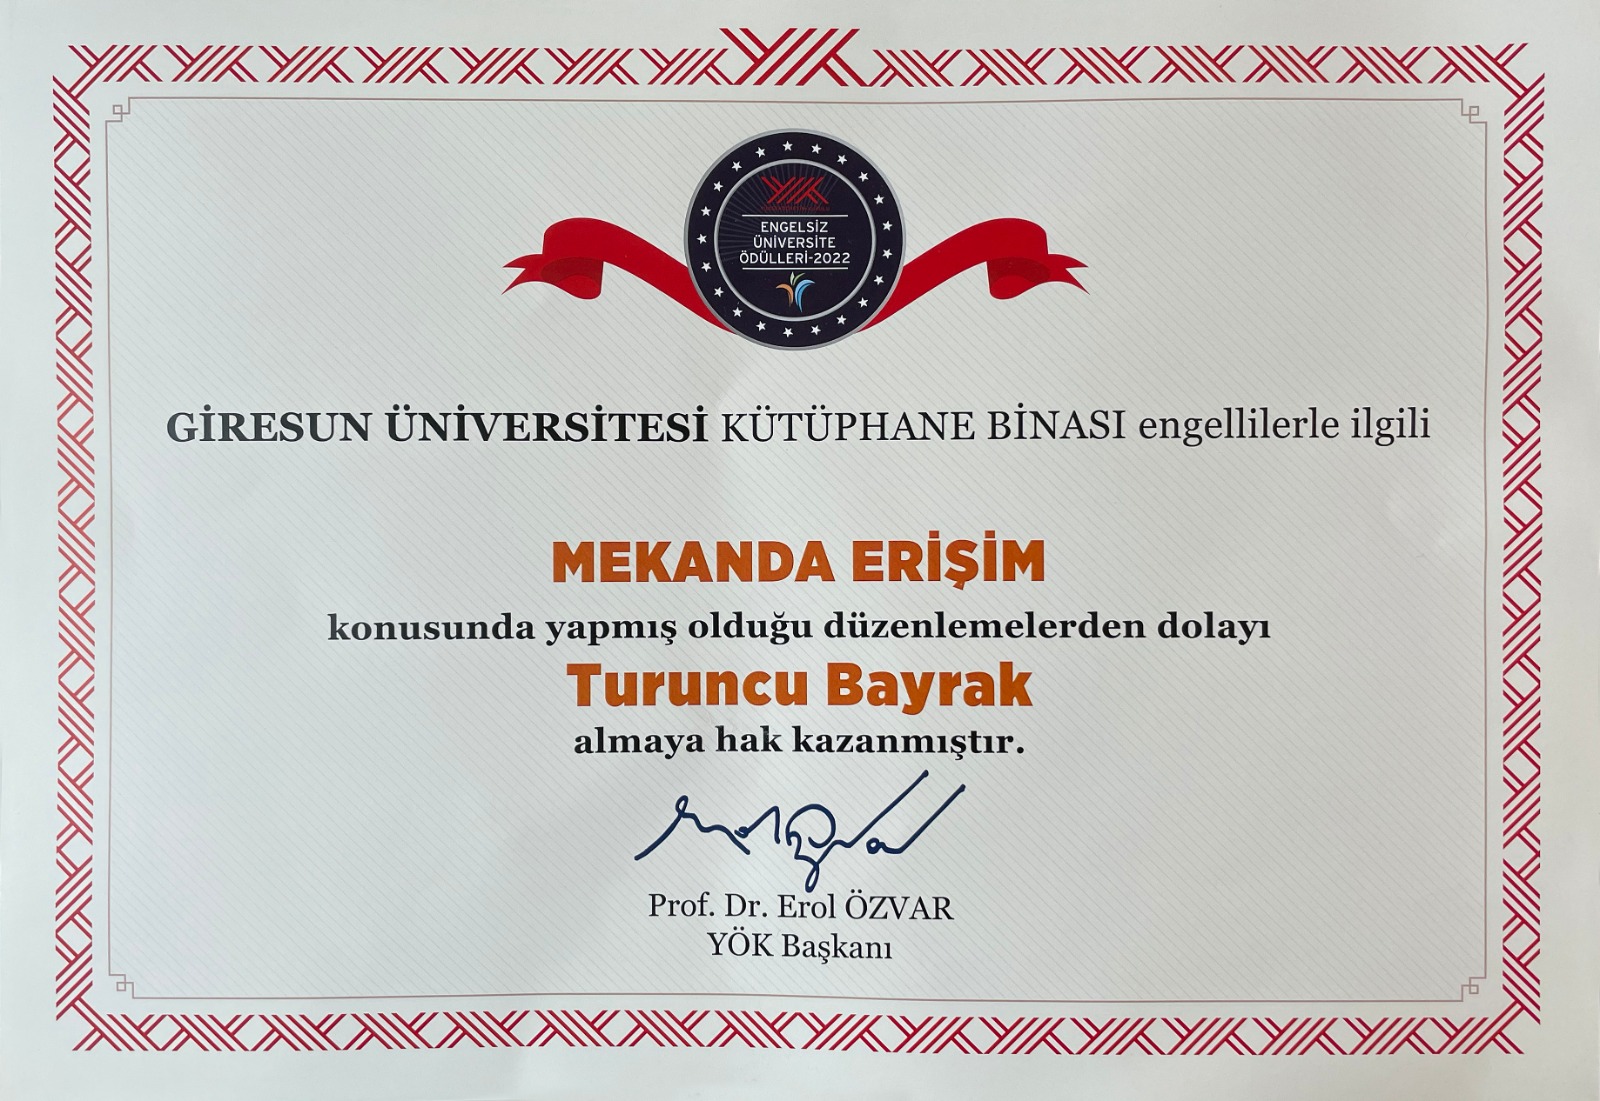 ENGELSİZ
ÜNİVERSİTE
ÖDÜLLERİ-2022
GİRESUN ÜNİVERSİTESİ KÜTÜPHANE BİNASI engellilerle ilgili
MEKANDA ERİŞİM
konusunda yapmış olduğu düzenlemelerden dolayı
Turuncu Bayrak
almaya hak kazanmıştır.
Prof. Dr. Erol ÖZVAR
YÖK Başkanı